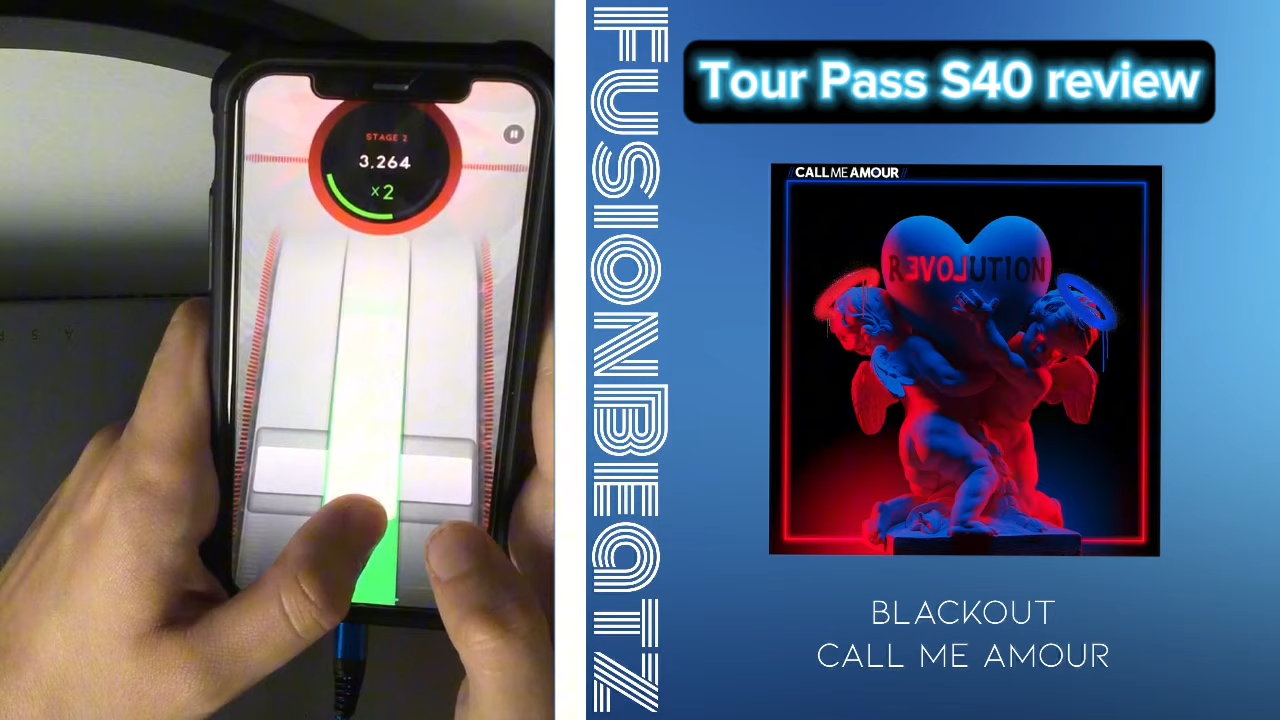 STAGE 2
3.264
x2
FUSIONBEATZ
Tour Pass S40 review
//CALL ME AMOUR//
REVOLUTION
BLACKOUT
CALL ME AMOUR